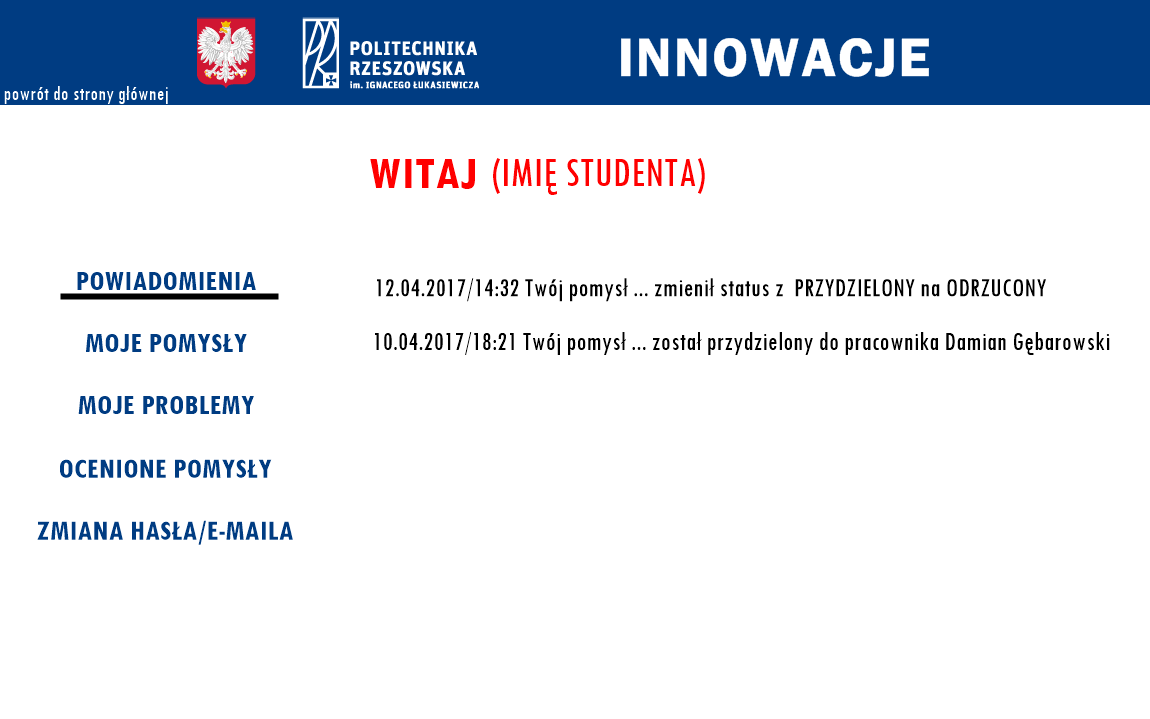 powrót do strony głównej
POLITECHNIKA
RZESZOWSKA
im. IGNACEGO ŁUKASIEWICZA
INNOWACJE
WITAJ (IMIĘ STUDENTA)
POWIADOMIENIA
MOJE POMYSŁY
MOJE PROBLEMY
OCENIONE POMYSŁY
ZMIANA HASŁA/E-MAILA
12.04.2017/14:32 Twój pomysł ... zmienił status z PRZYDZIELONY na ODRZUCONY
10.04.2017/18:21 Twój pomysł ... został przydzielony do pracownika Damian Gębarowski